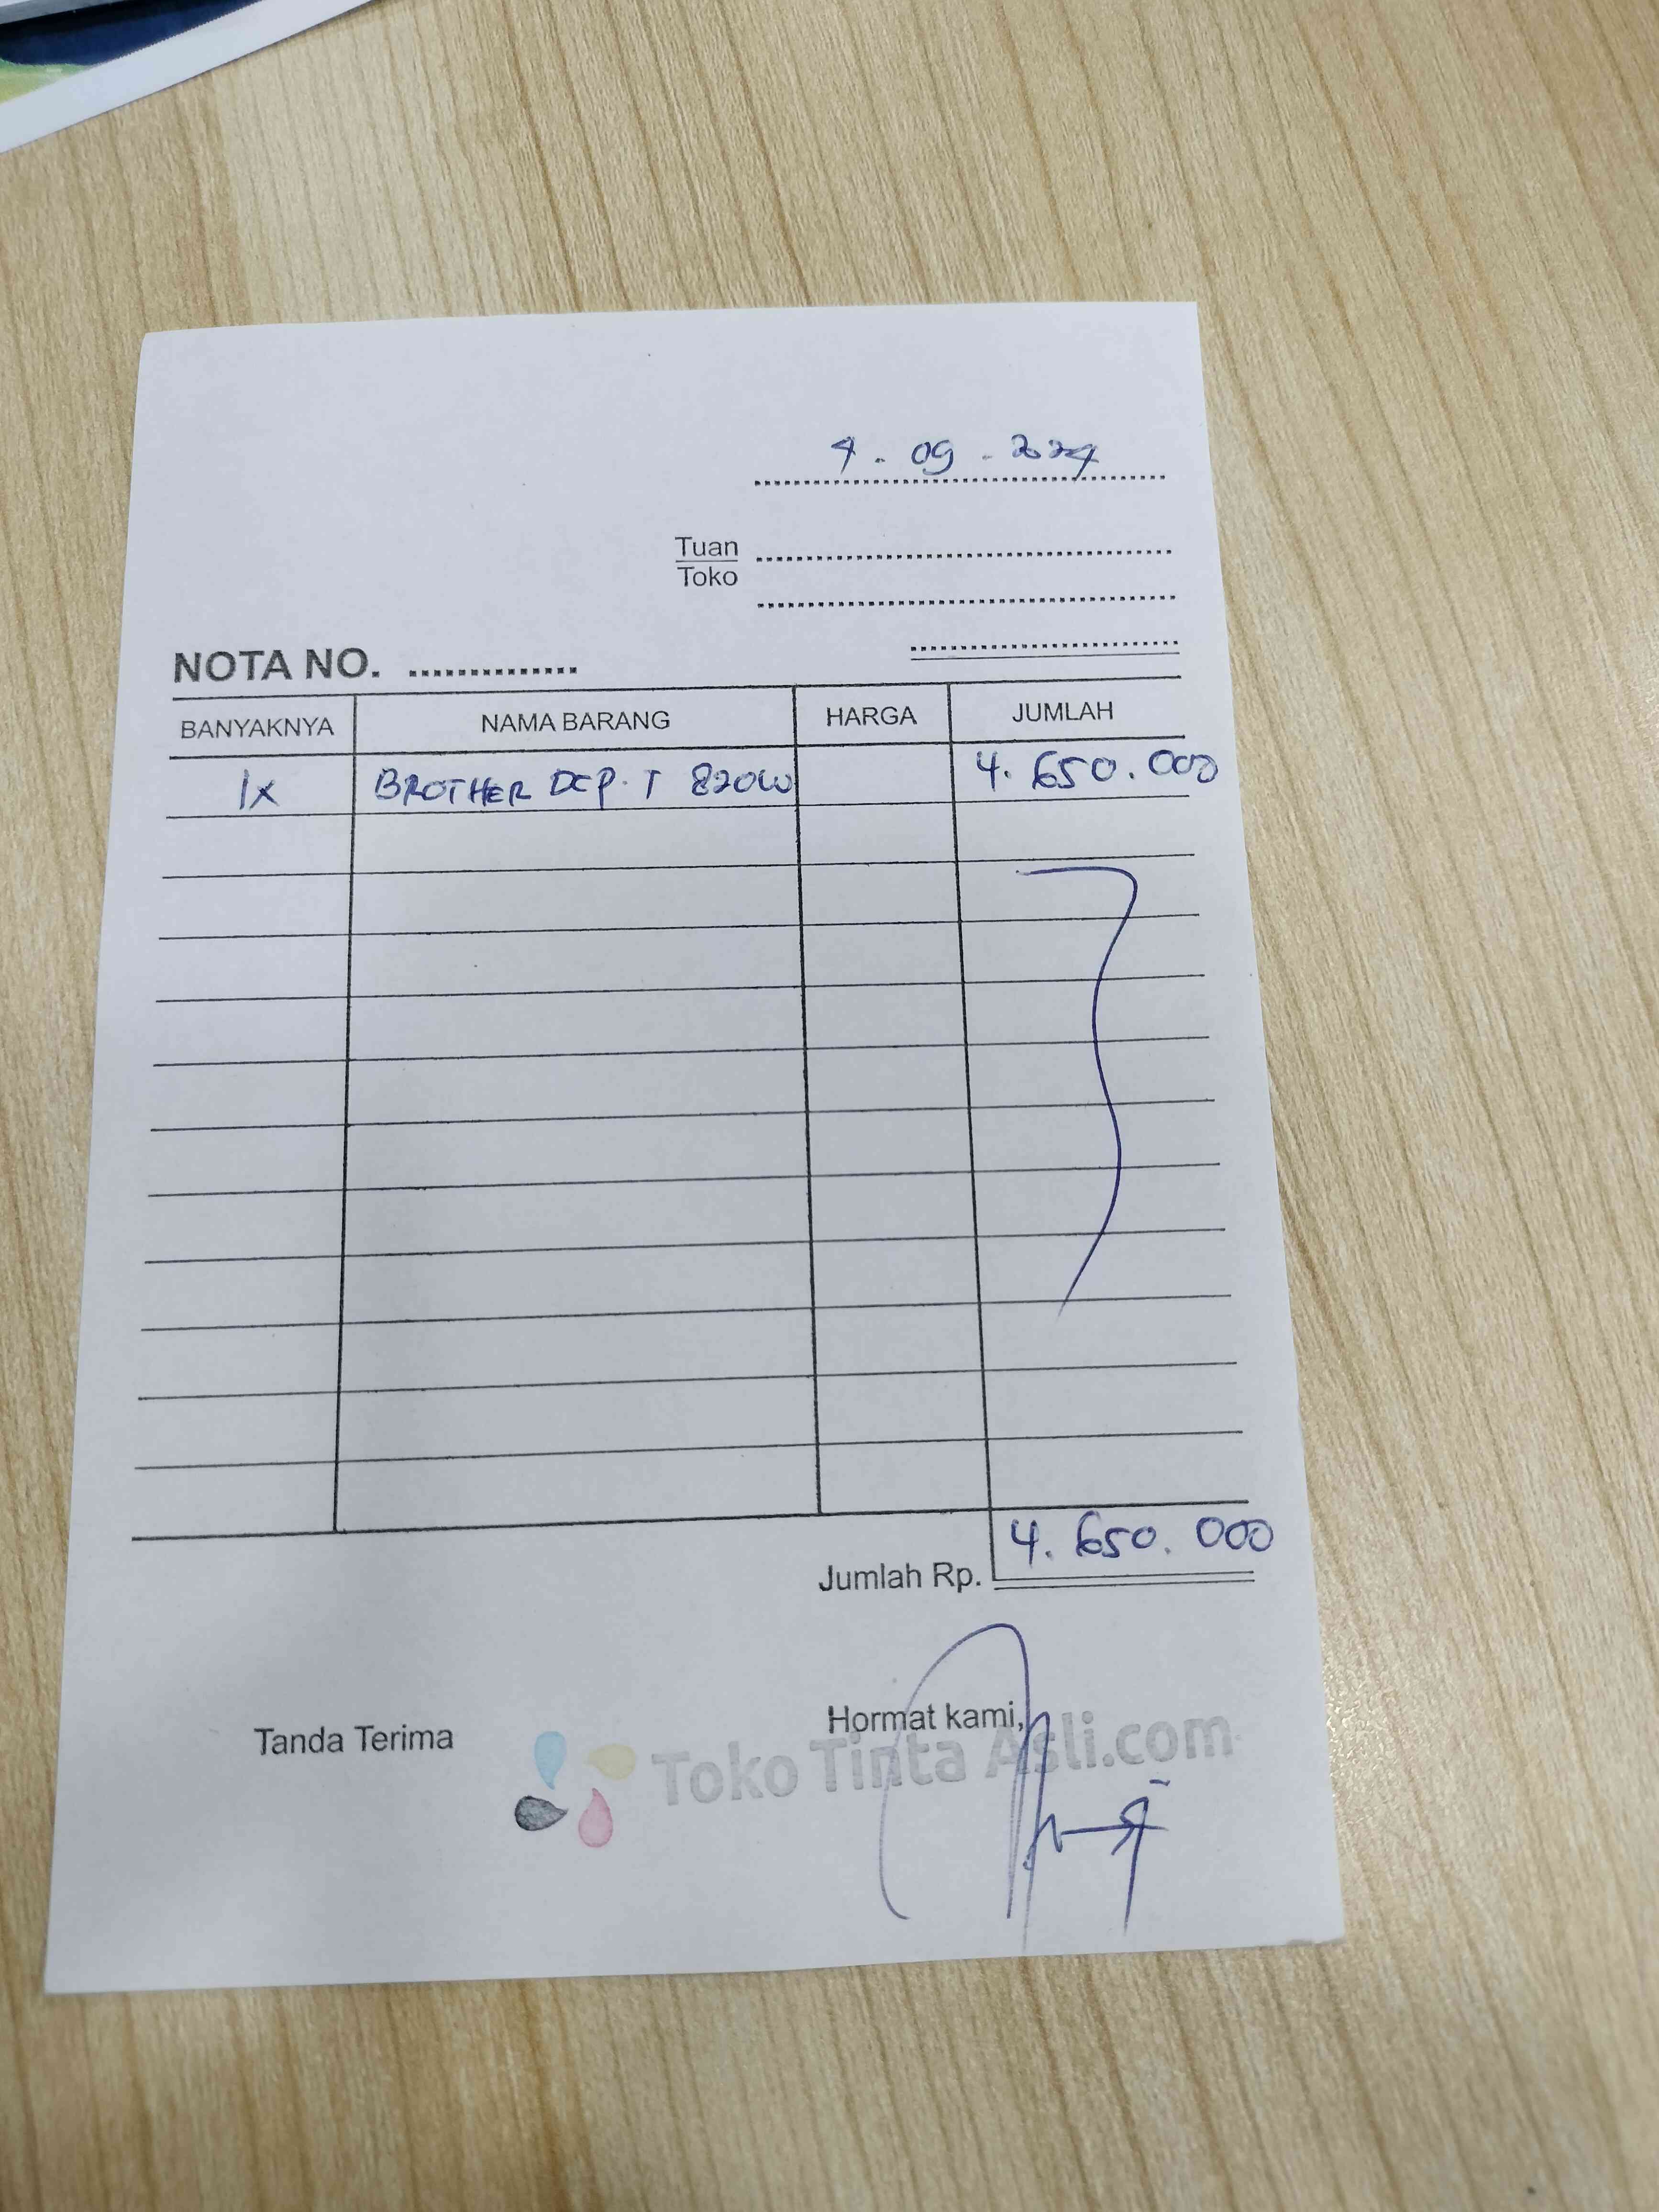 4. 09 - 2024
Tuan
Toko
NOTA NO. ..............
BANYAKNYA NAMA BARANG HARGA JUMLAH
1x BROTHER DCP. T 820W 4. 650. 000
Jumlah Rp. 4. 650. 000
Tanda Terima Hormat kami,
Toko Tinta Asli.com